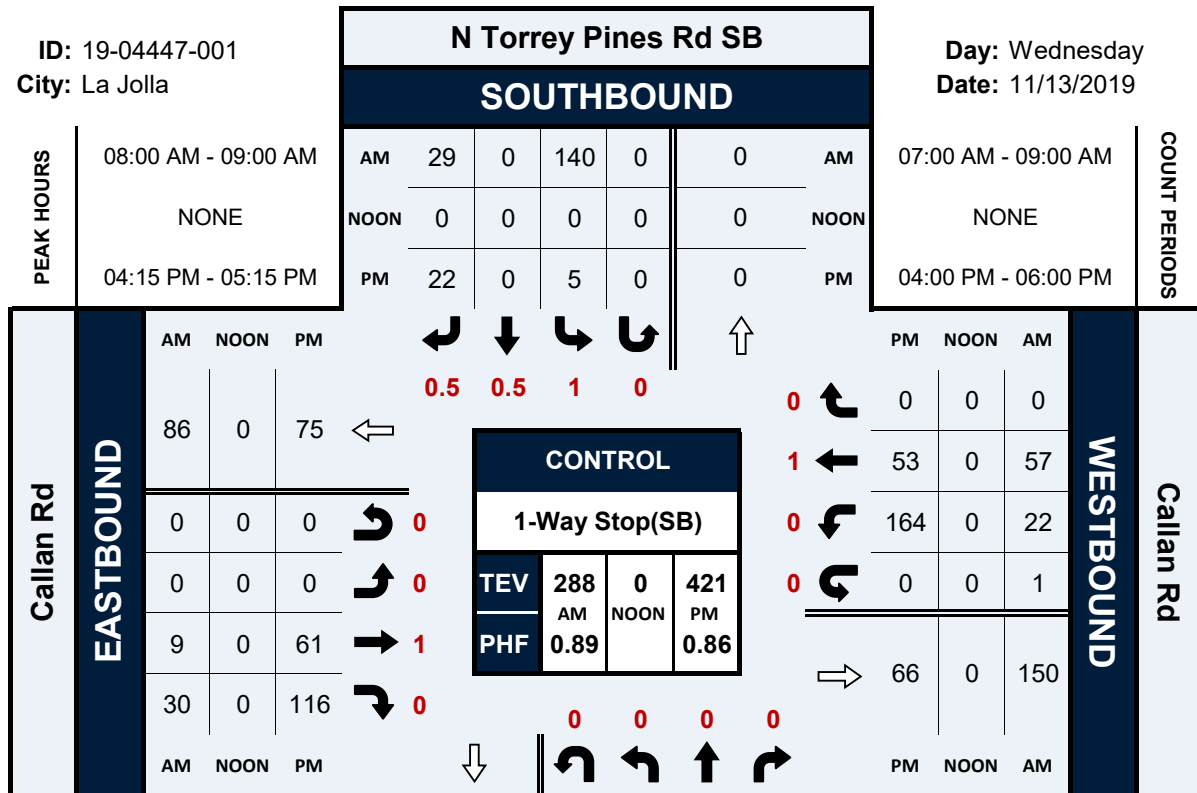 ID: 19-04447-001
City: La Jolla
N Torrey Pines Rd SB
SOUTHBOUND
Day: Wednesday
Date: 11/13/2019
PEAK HOURS
08:00 AM - 09:00 AM
NONE
04:15 PM - 05:15 PM
AM 29 0 140 0 0 AM
NOON 0 0 0 0 0 NOON
PM 22 0 5 0 0 PM
07:00 AM - 09:00 AM
NONE
04:00 PM - 06:00 PM
COUNT PERIODS
0.5 0.5 1 0
Callan Rd
EASTBOUND
AM NOON PM
86 0 75
0 0 0 0
0 0 0 0
9 0 61 1
30 0 116 0
AM NOON PM
CONTROL
1-Way Stop(SB)
TEV 288 0 421
AM NOON PM
PHF 0.89 0.86
PM NOON AM
0 0 0 0
1 53 0 57
0 164 0 22
0 0 0 1
66 0 150
PM NOON AM
WESTBOUND
Callan Rd
0 0 0 0